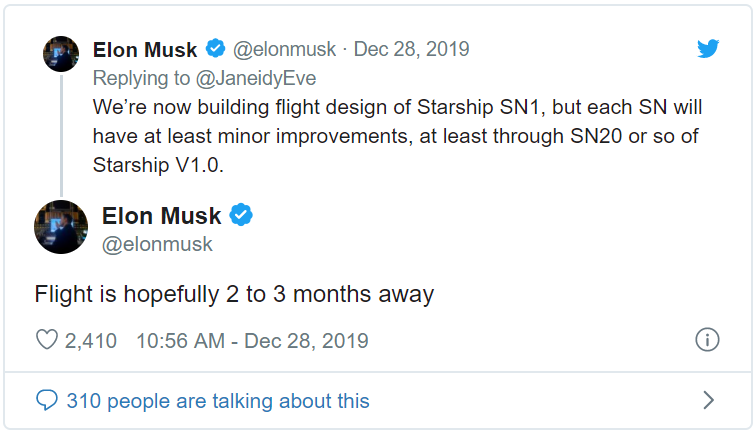 Elon Musk @elonmusk · Dec 28, 2019
Replying to @JaneidyEve
We’re now building flight design of Starship SN1, but each SN will
have at least minor improvements, at least through SN20 or so of
Starship V1.0.
Elon Musk
@elonmusk
Flight is hopefully 2 to 3 months away
2,410 10:56 AM - Dec 28, 2019
310 people are talking about this